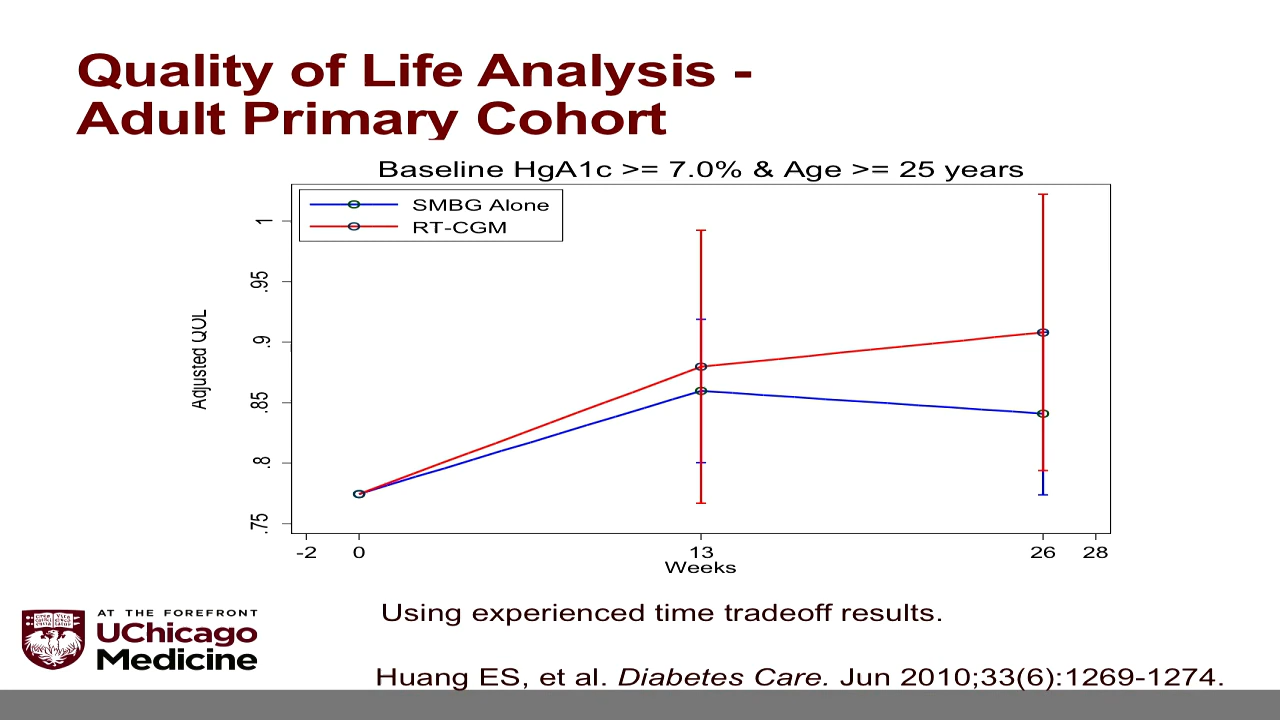 Quality of Life Analysis -
Adult Primary Cohort
Baseline HgA1c >= 7.0% & Age >= 25 years
SMBG Alone
RT-CGM
1
.95
.9
.85
.8
.75
Adjusted QOL
-2 0 13 26 28
Weeks
Using experienced time tradeoff results.
AT THE FOREFRONT
UChicago
Medicine
Huang ES, et al. Diabetes Care. Jun 2010;33(6):1269-1274.